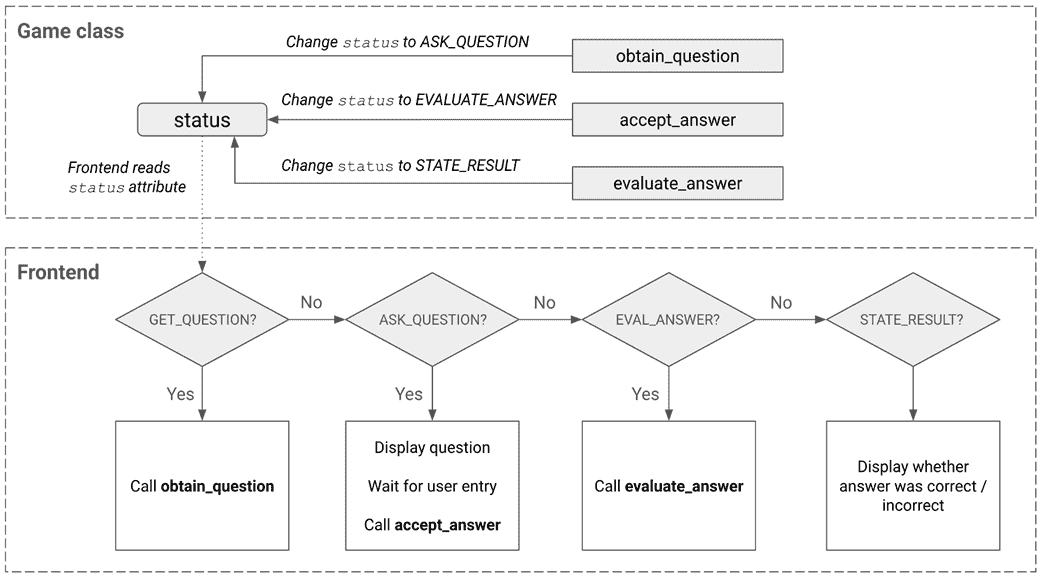 Game class
Change status to ASK_QUESTION
obtain_question
Change status to EVALUATE_ANSWER
status
accept_answer
Frontend reads
status attribute
Change status to STATE_RESULT
evaluate_answer
Frontend
No
No
No
GET_QUESTION?
ASK_QUESTION?
EVAL_ANSWER?
STATE_RESULT?
Yes
Yes
Yes
Call obtain_question
Display question
Wait for user entry
Call accept_answer
Call evaluate_answer
Display whether
answer was correct /
incorrect